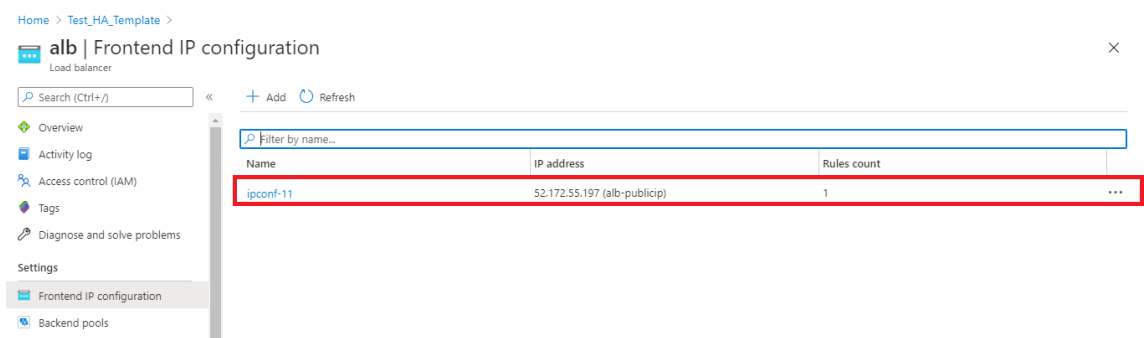 Home > Test_HA_Template >
alb | Frontend IP configuration
Load balancer
Search (Ctrl+/)
«
Add
Refresh
Overview
Activity log
Access control (IAM)
Tags
Diagnose and solve problems
Settings
Frontend IP configuration
Backend pools
Filter by name...
Name IP address Rules count
ipconf-11 52.172.55.197 (alb-publicip) 1 ...